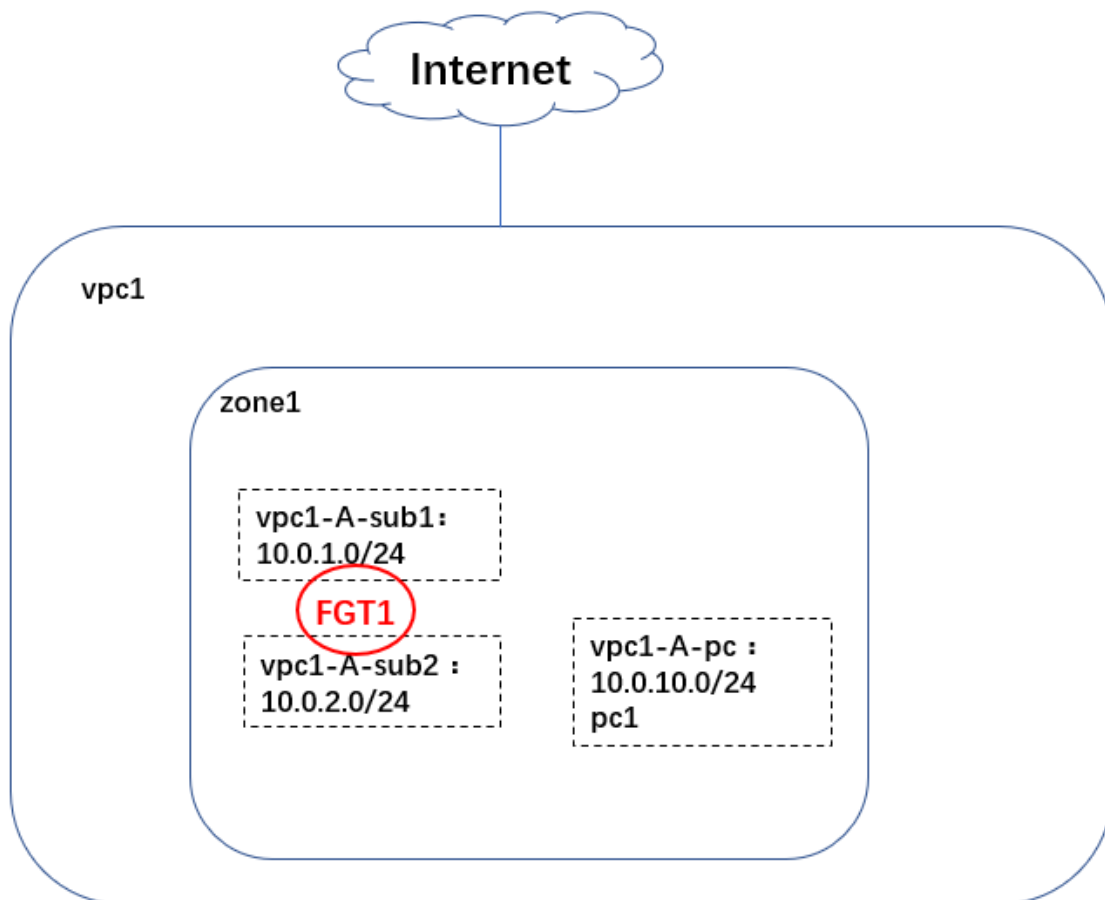 Internet
vpc1
zone1
vpc1-A-sub1：
10.0.1.0/24
FGT1
vpc1-A-sub2：
10.0.2.0/24
vpc1-A-pc：
10.0.10.0/24
pc1